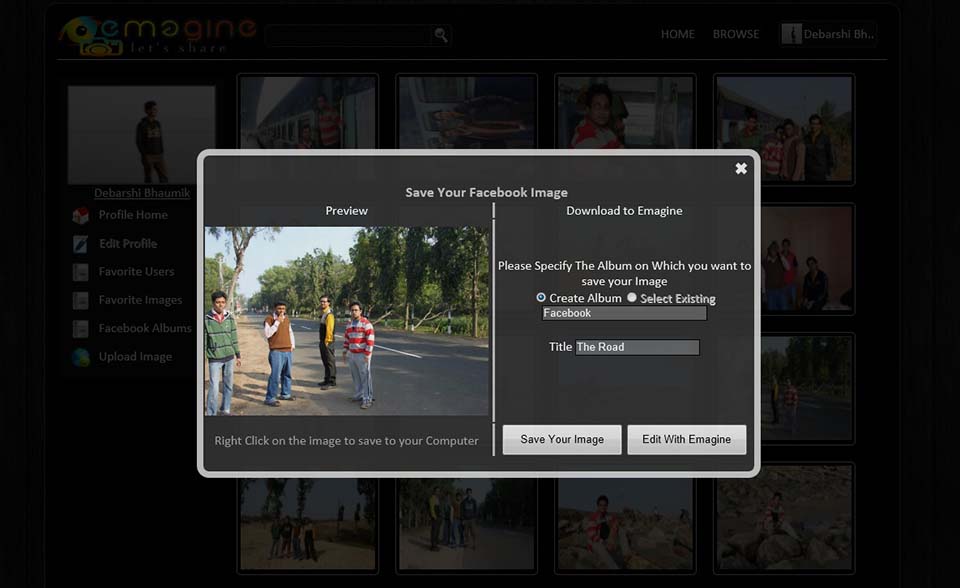 emagine
let's share
HOME
BROWSE
Debarshi Bh..
Debarshi Bhaumik
Profile Home
Edit Profile
Favorite Users
Favorite Images
Facebook Albums
Upload Image
Save Your Facebook Image
Preview
Download to Emagine
Please Specify The Album on Which you want to
save your Image
Create Album
Select Existing
Facebook
Title
The Road
Right Click on the image to save to your Computer
Save Your Image
Edit With Emagine